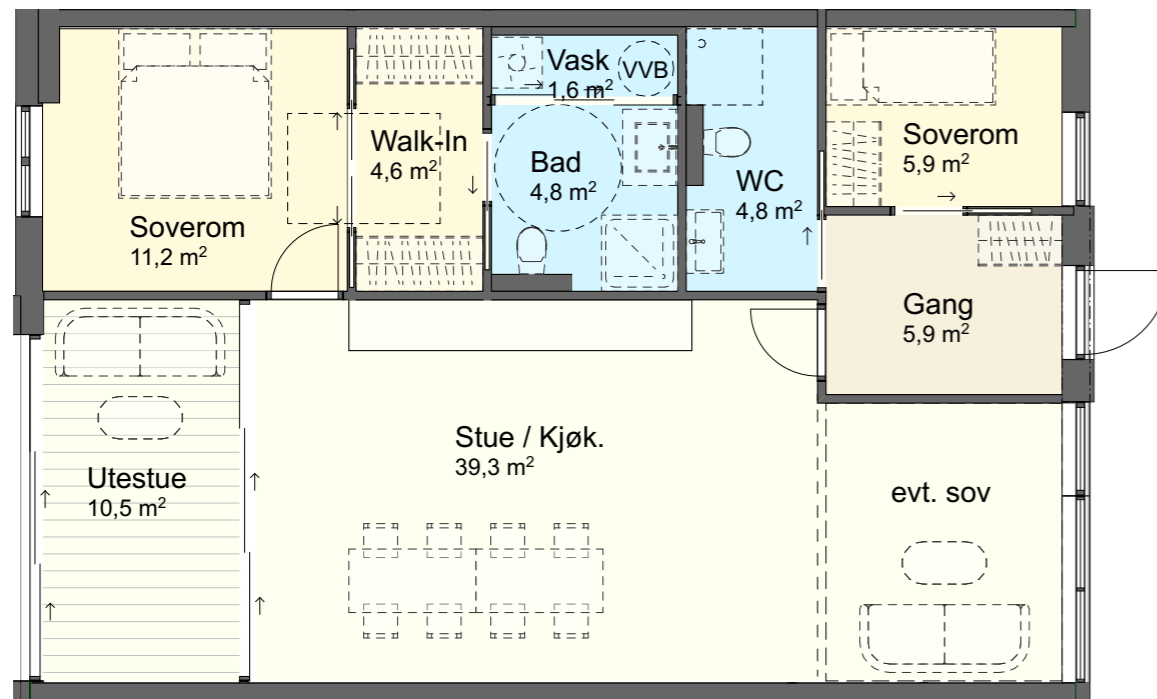 Vask
1,6 m²
VVB
Walk-In
4,6 m²
Soverom
5,9 m²
Bad
4,8 m²
WC
4,8 m²
Soverom
11,2 m²
Gang
5,9 m²
Stue / Kjøk.
39,3 m²
Utestue
10,5 m²
evt. sov